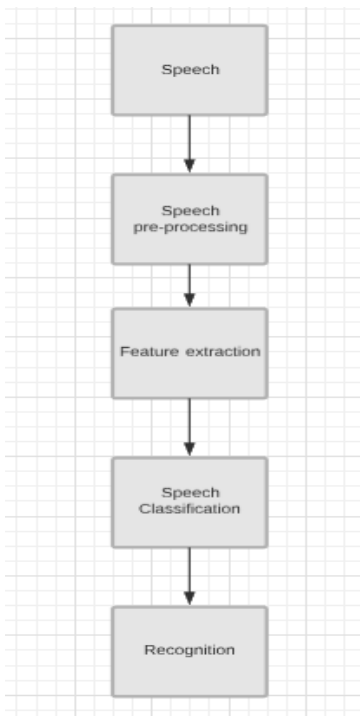 Speech
Speech
pre-processing
Feature extraction
Speech
Classification
Recognition